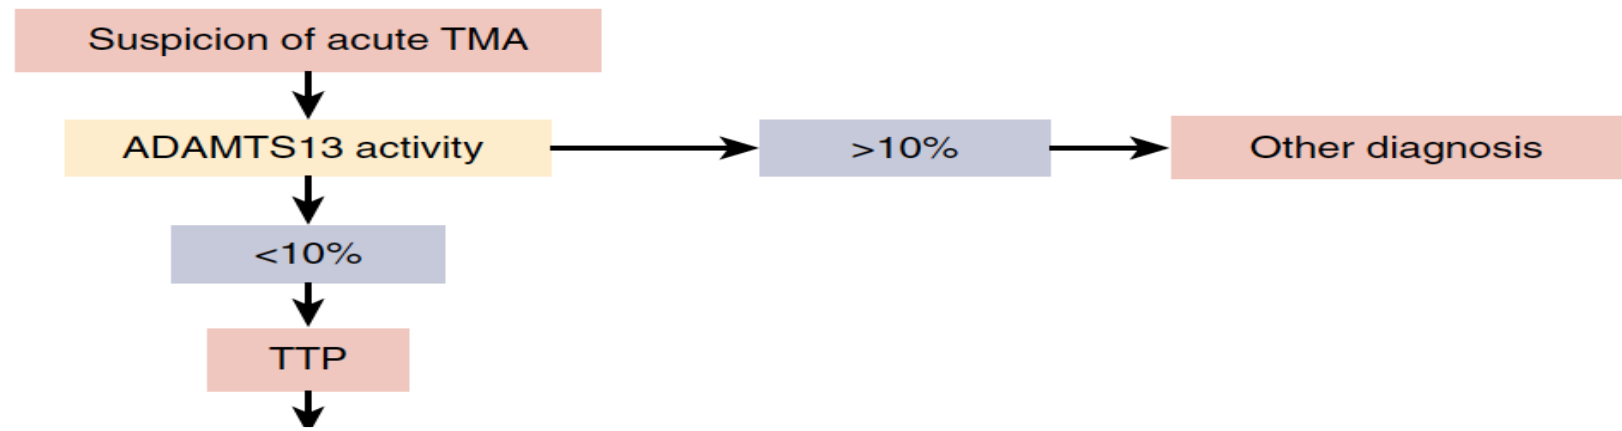 Suspicion of acute TMA
ADAMTS13 activity
>10%
Other diagnosis
<10%
TTP